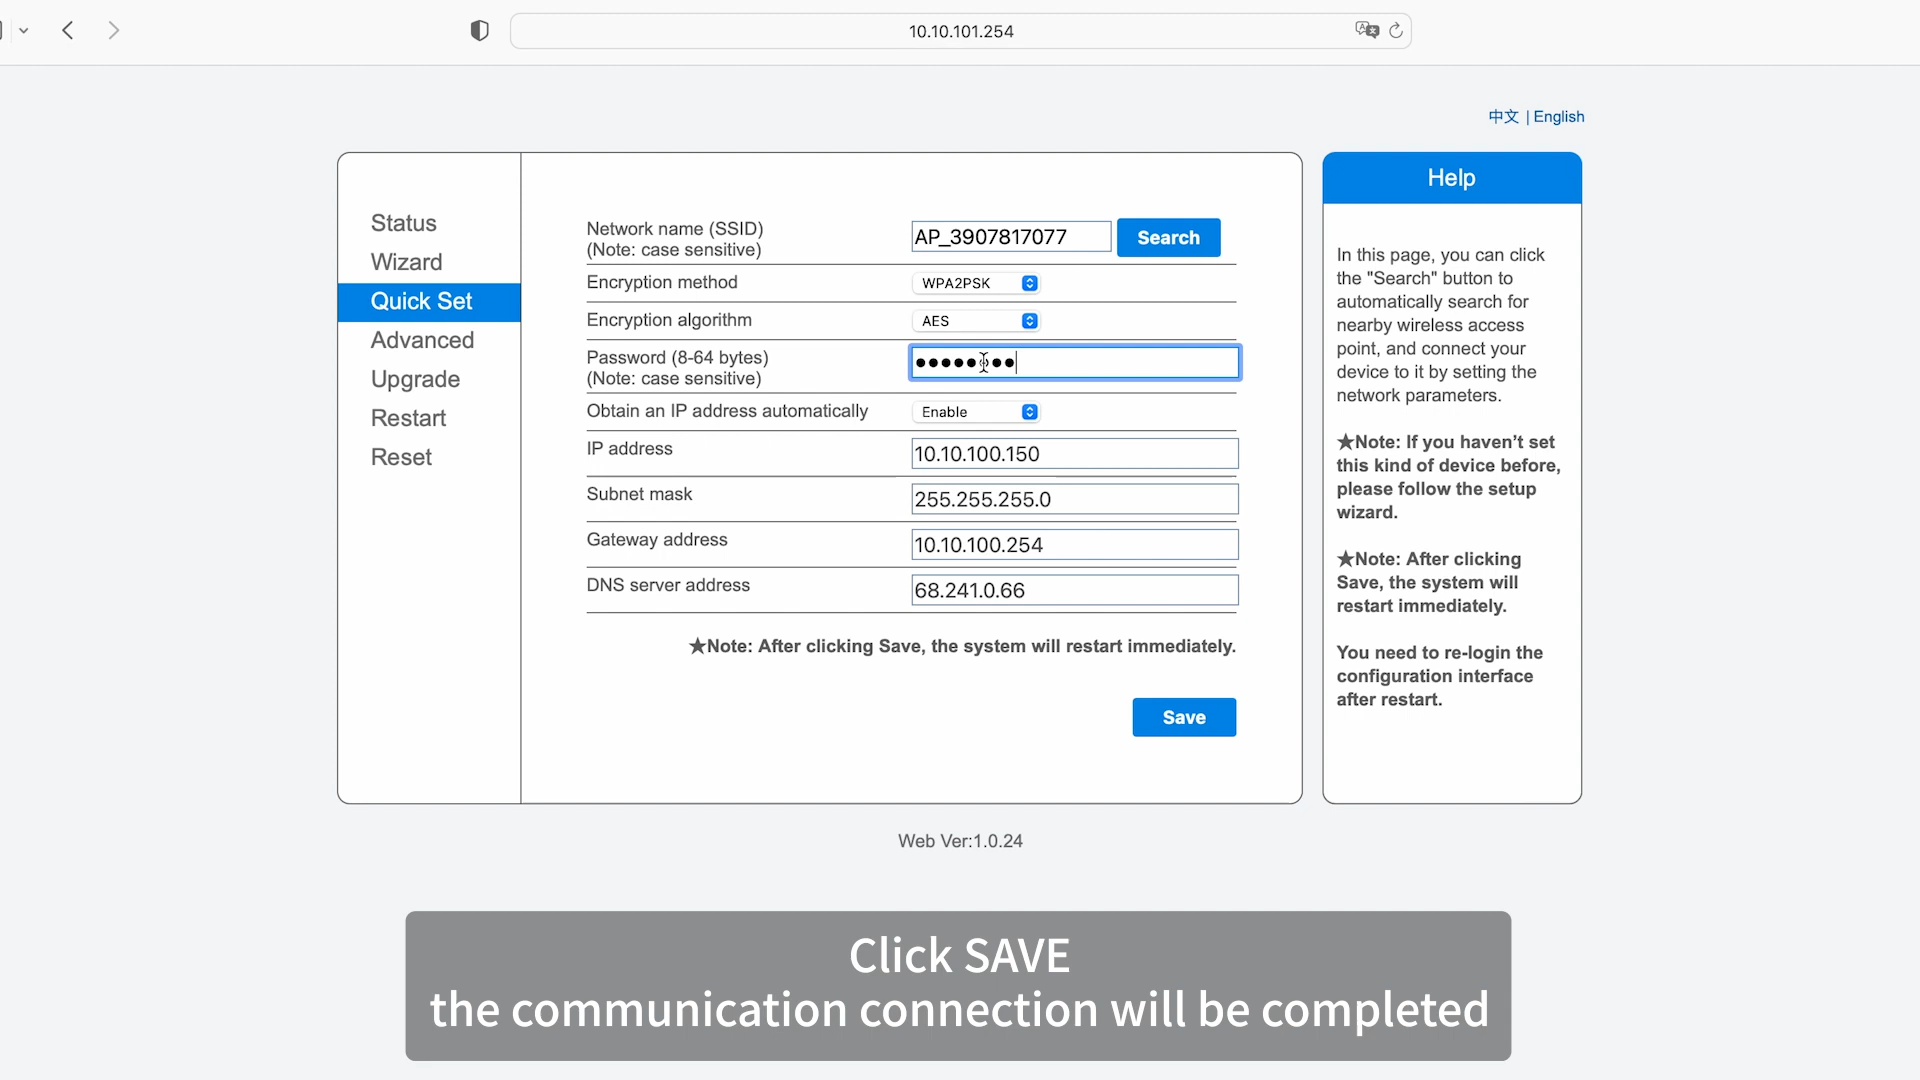 10.10.101.254
中文 | English
Status
Wizard
Quick Set
Advanced
Upgrade
Restart
Reset
Network name (SSID)
(Note: case sensitive)
AP_3907817077
Search
Encryption method
WPA2PSK
Encryption algorithm
AES
Password (8-64 bytes)
(Note: case sensitive)
••••••••
Obtain an IP address automatically
Enable
IP address
10.10.100.150
Subnet mask
255.255.255.0
Gateway address
10.10.100.254
DNS server address
68.241.0.66
★Note: After clicking Save, the system will restart immediately.
Save
Help
In this page, you can click
the "Search" button to
automatically search for
nearby wireless access
point, and connect your
device to it by setting the
network parameters.
★Note: If you haven’t set
this kind of device before,
please follow the setup
wizard.
★Note: After clicking
Save, the system will
restart immediately.
You need to re-login the
configuration interface
after restart.
Web Ver:1.0.24
Click SAVE
the communication connection will be completed